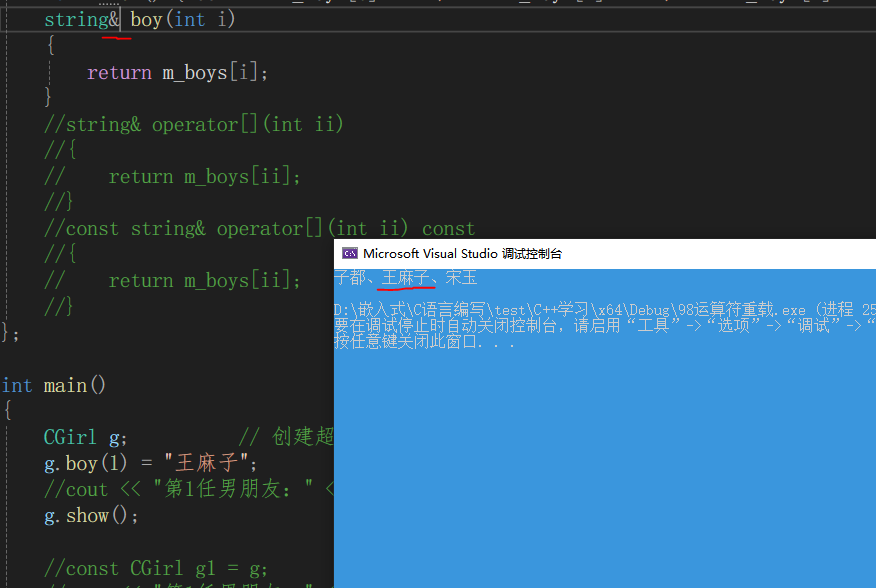 string& boy(int i)
{
return m_boys[i];
}
//string& operator[](int ii)
//{
//    return m_boys[ii];
//}
//const string& operator[](int ii) const
//{
//    return m_boys[ii];
//}
};
int main()
{
CGirl g;    // 创建超
g.boy(1) = "王麻子";
//cout << "第1任男朋友：" <
g.show();
//const CGirl g1 = g;
Microsoft Visual Studio 调试控制台
子都、王麻子、宋玉
D:\嵌入式\C语言编写\test\C++学习\x64\Debug\98运算符重载.exe (进程 25
要在调试停止时自动关闭控制台，请启用“工具”->“选项”->“调试”->“
按任意键关闭此窗口. . .